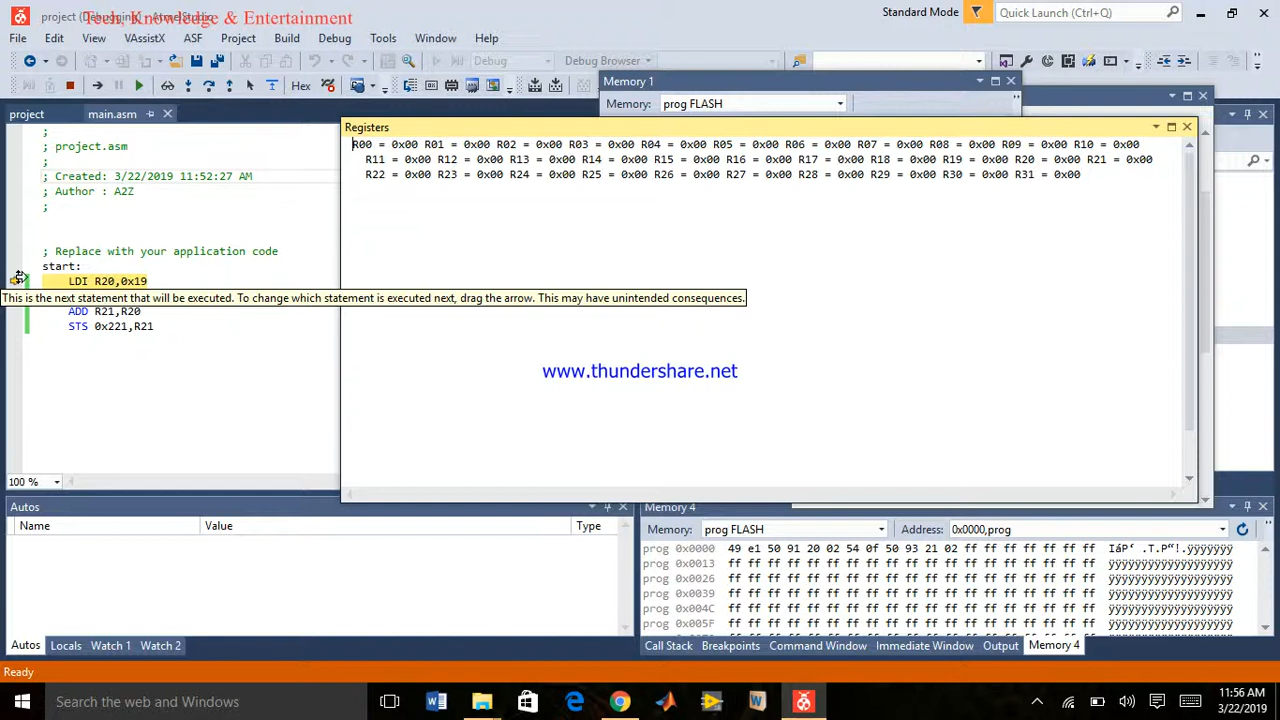 project (Debugging) - AtmelStudio
Tech, Knowledge & Entertainment
Standard Mode
Quick Launch (Ctrl+Q)
File Edit View VAssistX ASF Project Build Debug Tools Window Help
Debug
Debug Browser
Hex
Memory 1
Memory: prog FLASH
project main.asm
Registers
R00 = 0x00 R01 = 0x00 R02 = 0x00 R03 = 0x00 R04 = 0x00 R05 = 0x00 R06 = 0x00 R07 = 0x00 R08 = 0x00 R09 = 0x00 R10 = 0x00
R11 = 0x00 R12 = 0x00 R13 = 0x00 R14 = 0x00 R15 = 0x00 R16 = 0x00 R17 = 0x00 R18 = 0x00 R19 = 0x00 R20 = 0x00 R21 = 0x00
R22 = 0x00 R23 = 0x00 R24 = 0x00 R25 = 0x00 R26 = 0x00 R27 = 0x00 R28 = 0x00 R29 = 0x00 R30 = 0x00 R31 = 0x00
;
; project.asm
;
; Created: 3/22/2019 11:52:27 AM
; Author : A2Z
;
; Replace with your application code
start:
LDI R20,0x19
This is the next statement that will be executed. To change which statement is executed next, drag the arrow. This may have unintended consequences.
ADD R21,R20
STS 0x221,R21
www.thundershare.net
100 %
Autos
Name Value Type
Autos Locals Watch 1 Watch 2
Memory 4
Memory: prog FLASH Address: 0x0000,prog
prog 0x0000 49 e1 50 91 20 02 54 0f 50 93 21 02 ff ff ff ff ff ff ff IáP‘ .T.P“!.ÿÿÿÿÿÿÿ
prog 0x0013 ff ff ff ff ff ff ff ff ff ff ff ff ff ff ff ff ff ff ff ÿÿÿÿÿÿÿÿÿÿÿÿÿÿÿÿÿÿÿ
prog 0x0026 ff ff ff ff ff ff ff ff ff ff ff ff ff ff ff ff ff ff ff ÿÿÿÿÿÿÿÿÿÿÿÿÿÿÿÿÿÿÿ
prog 0x0039 ff ff ff ff ff ff ff ff ff ff ff ff ff ff ff ff ff ff ff ÿÿÿÿÿÿÿÿÿÿÿÿÿÿÿÿÿÿÿ
prog 0x004C ff ff ff ff ff ff ff ff ff ff ff ff ff ff ff ff ff ff ff ÿÿÿÿÿÿÿÿÿÿÿÿÿÿÿÿÿÿÿ
prog 0x005F ff ff ff ff ff ff ff ff ff ff ff ff ff ff ff ff ff ff ff ÿÿÿÿÿÿÿÿÿÿÿÿÿÿÿÿÿÿÿ
Call Stack Breakpoints Command Window Immediate Window Output Memory 4
Ready
Search the web and Windows
11:56 AM
3/22/2019